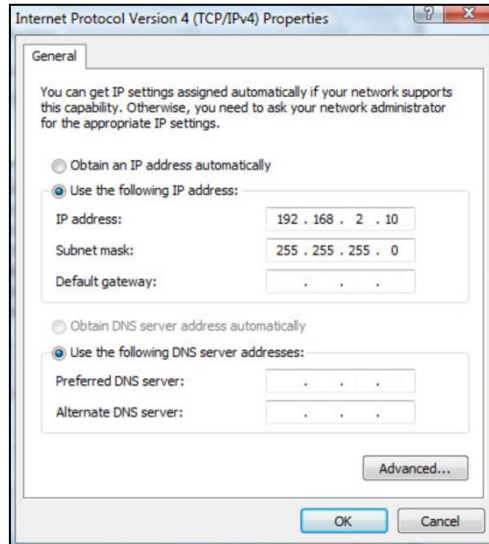 Internet Protocol Version 4 (TCP/IPv4) Properties
?
X
General
You can get IP settings assigned automatically if your network supports
this capability. Otherwise, you need to ask your network administrator
for the appropriate IP settings.
Obtain an IP address automatically
Use the following IP address:
IP address: 192 . 168 . 2 . 10
Subnet mask: 255 . 255 . 255 . 0
Default gateway: . . .
Obtain DNS server address automatically
Use the following DNS server addresses:
Preferred DNS server: . . .
Alternate DNS server: . . .
Advanced...
OK Cancel